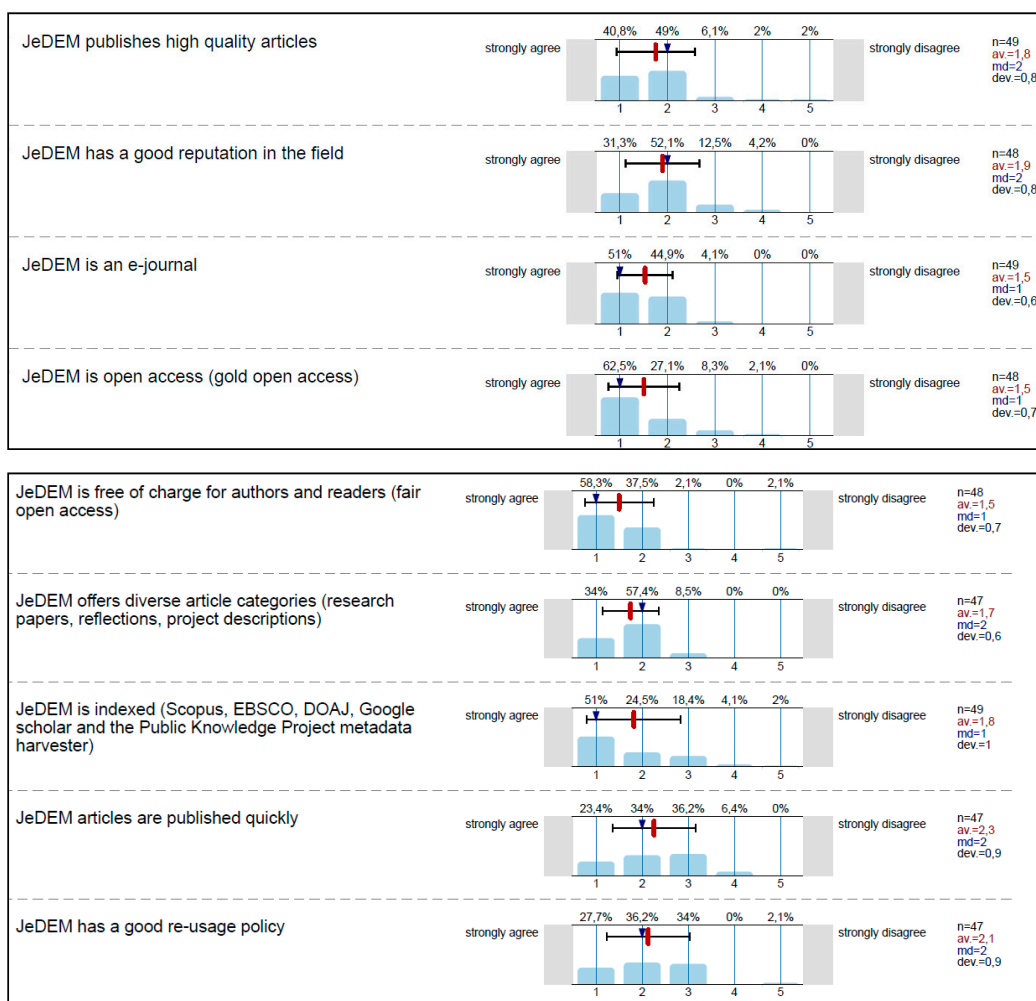 JeDEM publishes high quality articles
strongly agree
40,8% 49% 6,1% 2% 2%
1 2 3 4 5
strongly disagree
n=49
av.=1,8
md=2
dev.=0,8
JeDEM has a good reputation in the field
strongly agree
31,3% 52,1% 12,5% 4,2% 0%
1 2 3 4 5
strongly disagree
n=48
av.=1,9
md=2
dev.=0,8
JeDEM is an e-journal
strongly agree
51% 44,9% 4,1% 0% 0%
1 2 3 4 5
strongly disagree
n=49
av.=1,5
md=1
dev.=0,6
JeDEM is open access (gold open access)
strongly agree
62,5% 27,1% 8,3% 2,1% 0%
1 2 3 4 5
strongly disagree
n=48
av.=1,5
md=1
dev.=0,7
JeDEM is free of charge for authors and readers (fair
open access)
strongly agree
58,3% 37,5% 2,1% 0% 2,1%
1 2 3 4 5
strongly disagree
n=48
av.=1,5
md=1
dev.=0,7
JeDEM offers diverse article categories (research
papers, reflections, project descriptions)
strongly agree
34% 57,4% 8,5% 0% 0%
1 2 3 4 5
strongly disagree
n=47
av.=1,7
md=2
dev.=0,6
JeDEM is indexed (Scopus, EBSCO, DOAJ, Google
scholar and the Public Knowledge Project metadata
harvester)
strongly agree
51% 24,5% 18,4% 4,1% 2%
1 2 3 4 5
strongly disagree
n=49
av.=1,8
md=1
dev.=1
JeDEM articles are published quickly
strongly agree
23,4% 34% 36,2% 6,4% 0%
1 2 3 4 5
strongly disagree
n=47
av.=2,3
md=2
dev.=0,9
JeDEM has a good re-usage policy
strongly agree
27,7% 36,2% 34% 0% 2,1%
1 2 3 4 5
strongly disagree
n=47
av.=2,1
md=2
dev.=0,9